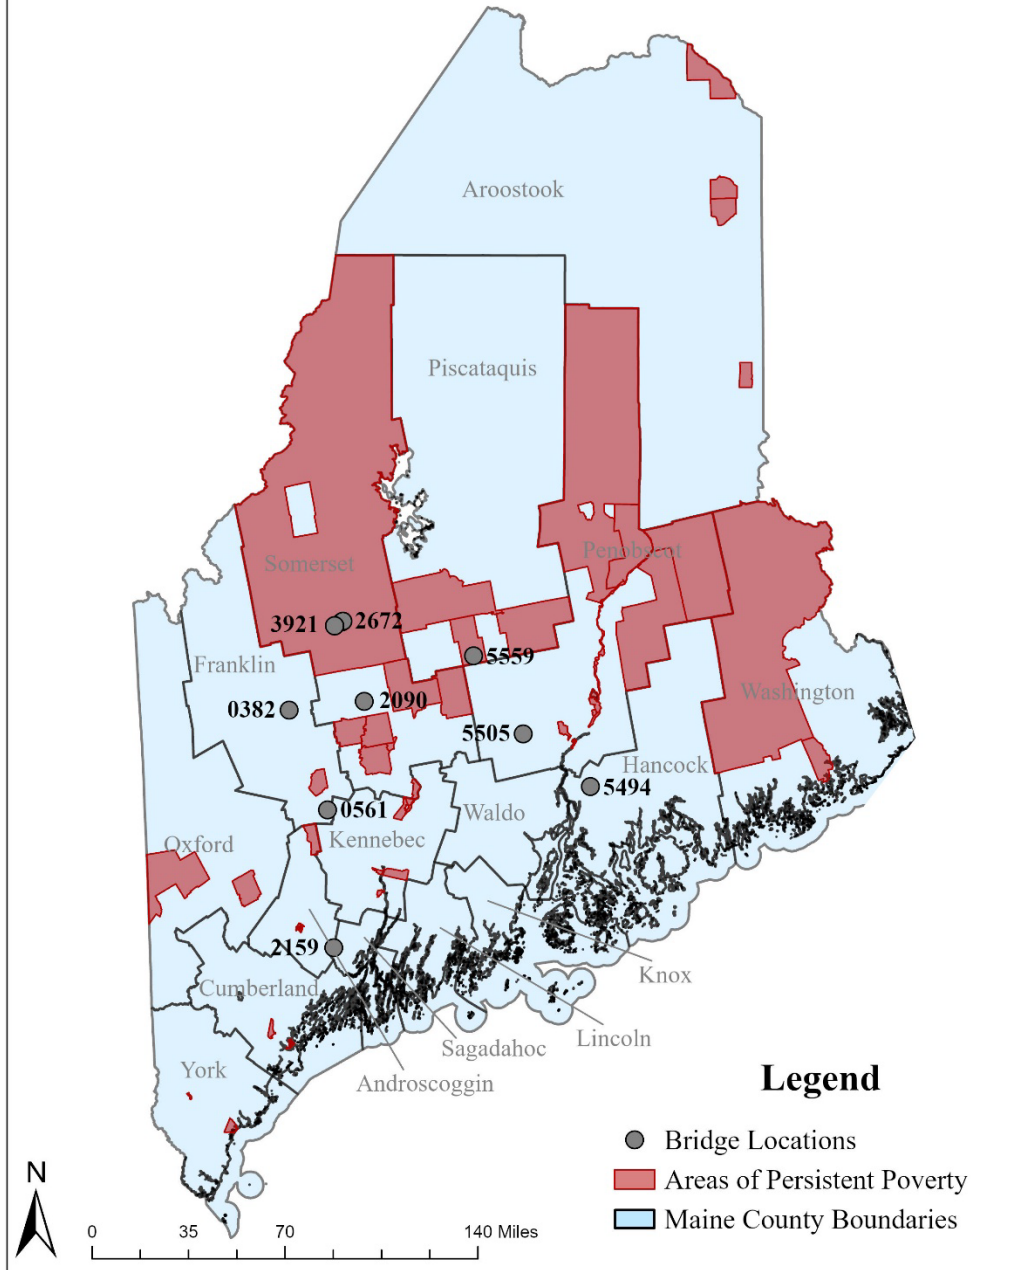 Aroostook
Piscataquis
Penobscot
Somerset
3921
2672
5559
Franklin
Washington
0382
2090
5505
Hancock
5494
0561
Waldo
Kennebec
Oxford
2159
Knox
Cumberland
Lincoln
Sagadahoc
York
Androscoggin
Legend
Bridge Locations
Areas of Persistent Poverty
Maine County Boundaries
N
0 35 70 140 Miles